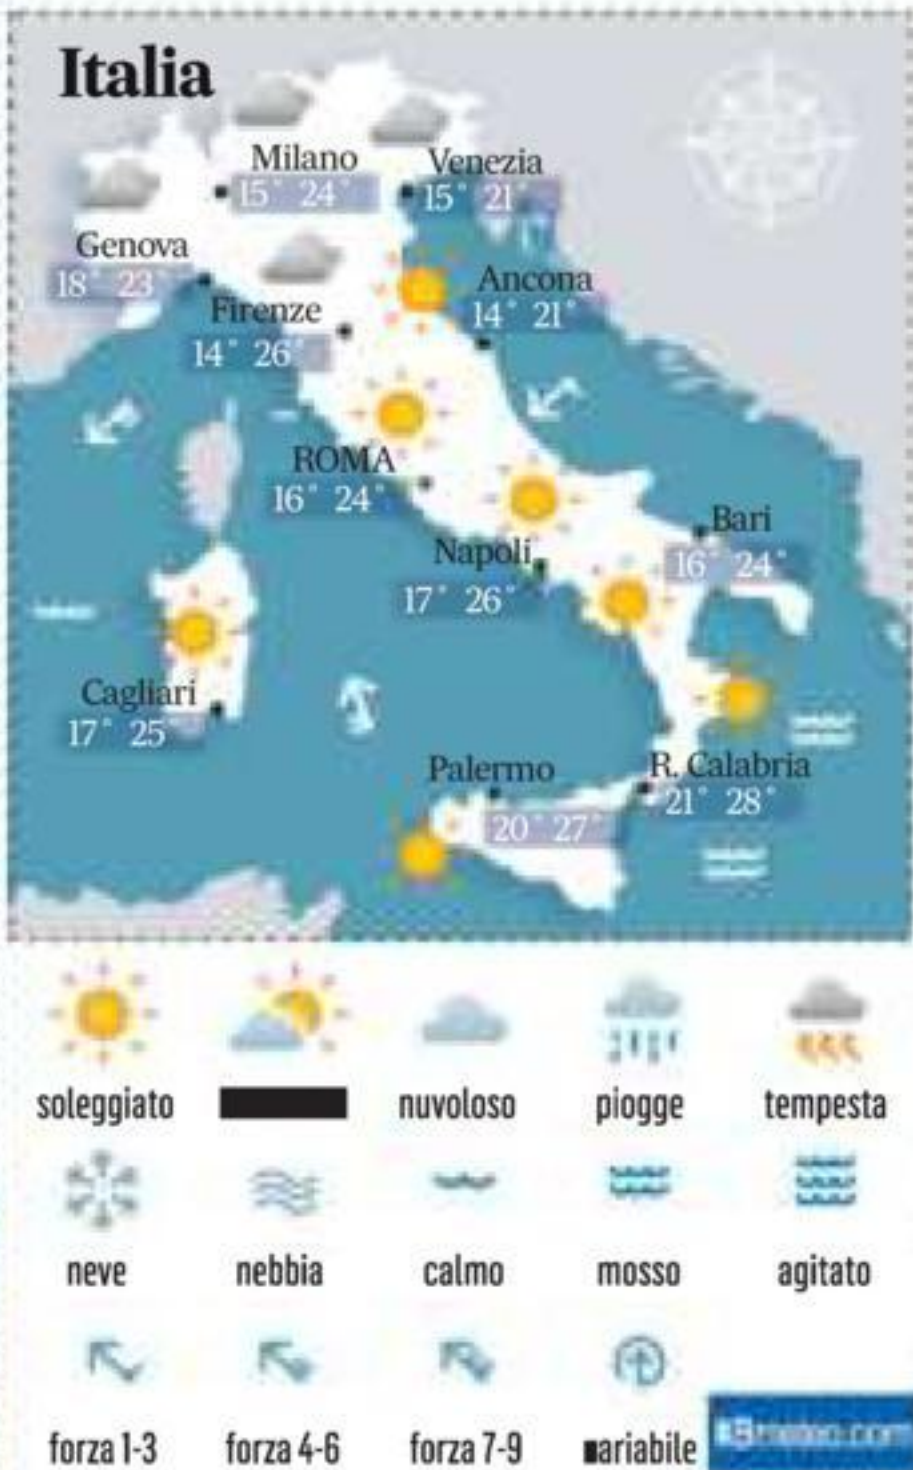 Italia
Milano
15° 24°
Venezia
15° 21°
Genova
18° 23°
Ancona
14° 21°
Firenze
14° 26°
ROMA
16° 24°
Bari
16° 24°
Napoli
17° 26°
Cagliari
17° 25°
Palermo
20° 27°
R. Calabria
21° 28°
soleggiato nuvoloso piogge tempesta
neve nebbia calmo mosso agitato
forza 1-3 forza 4-6 forza 7-9 ariabile